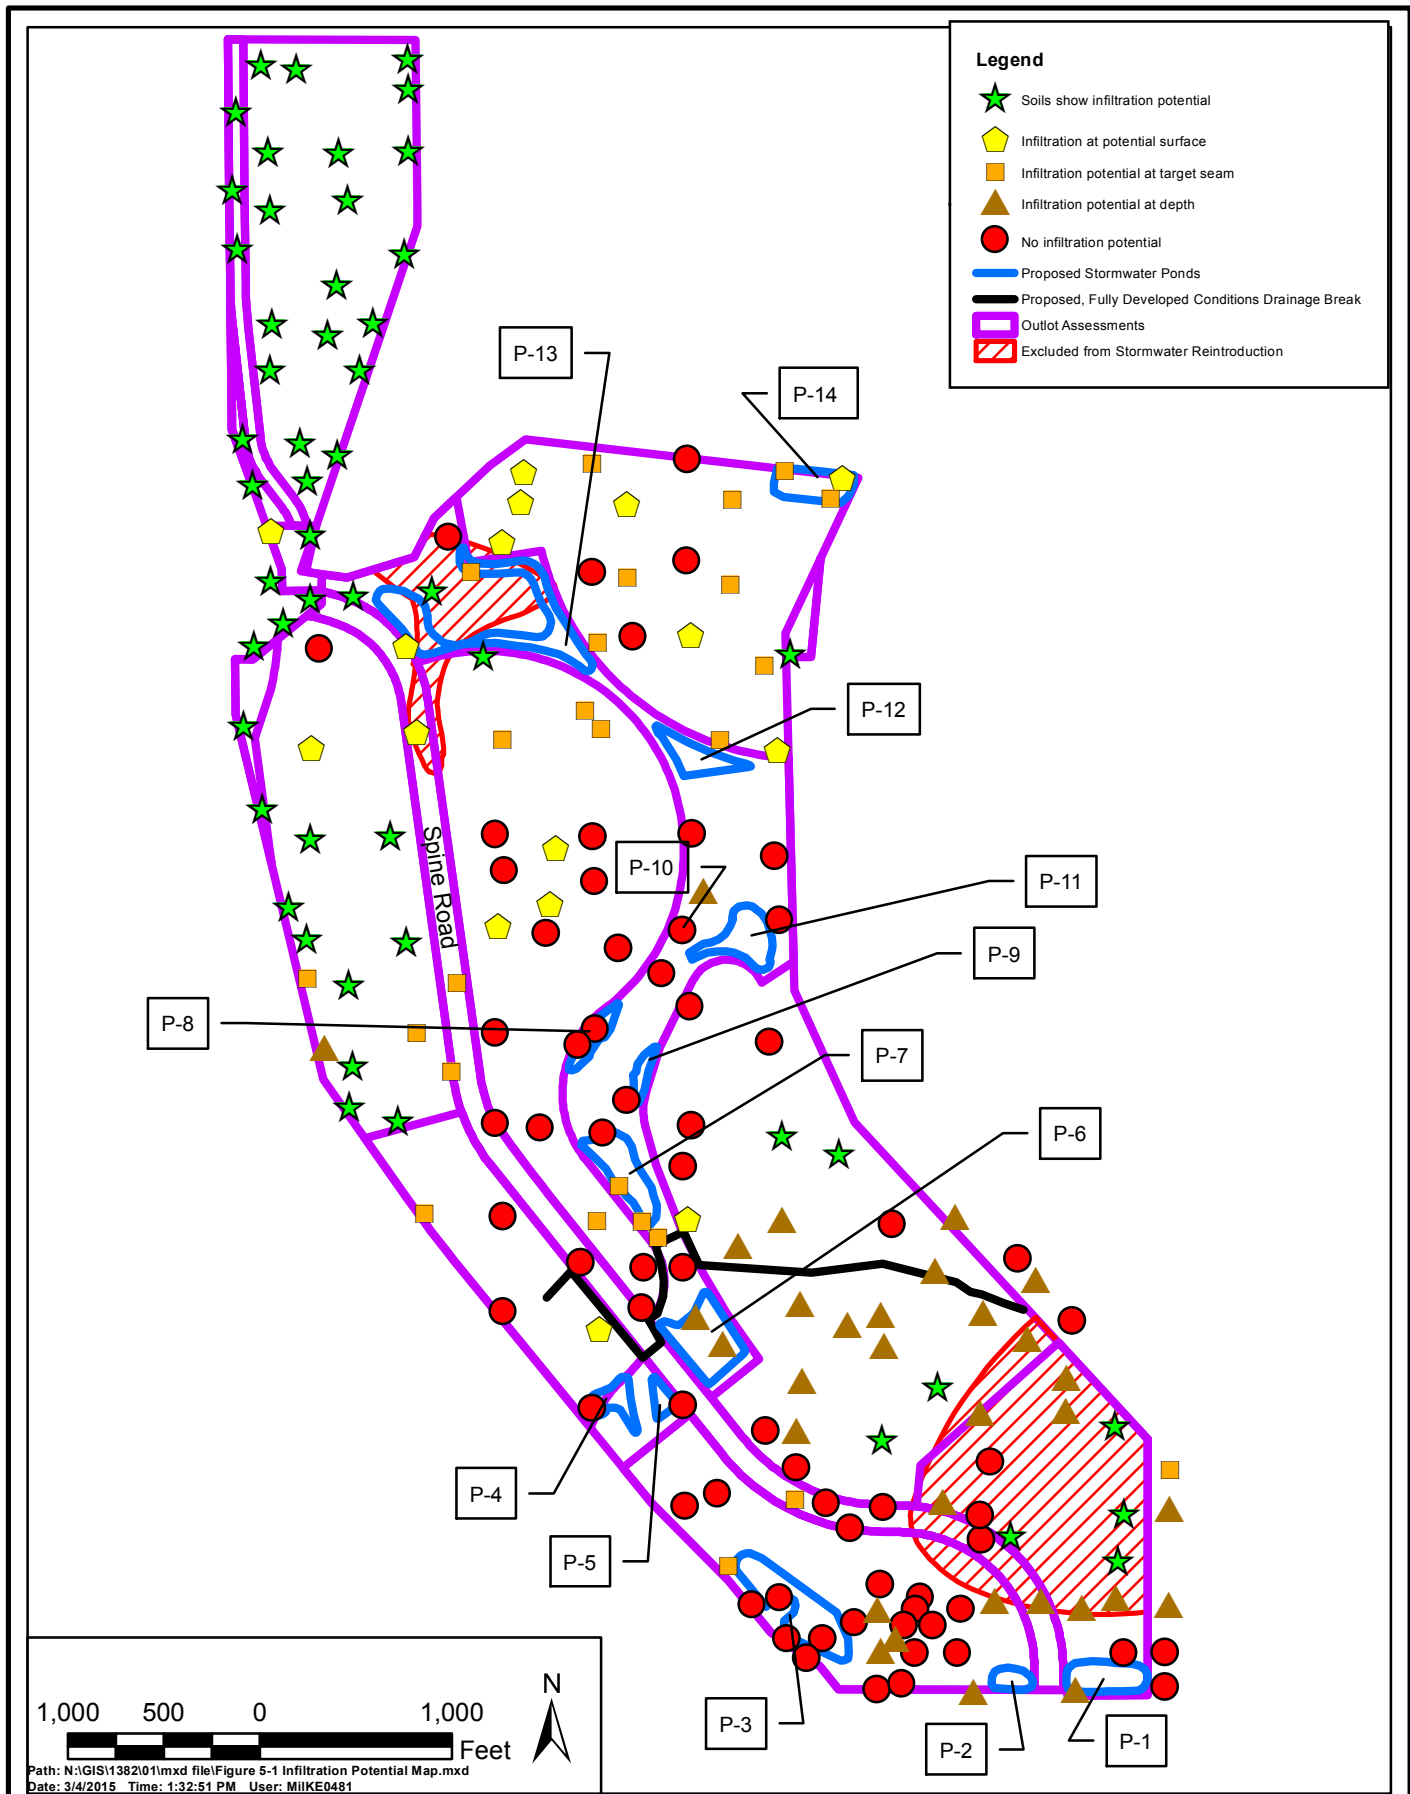 Legend
Soils show infiltration potential
Infiltration at potential surface
Infiltration potential at target seam
Infiltration potential at depth
No infiltration potential
Proposed Stormwater Ponds
Proposed, Fully Developed Conditions Drainage Break
Outlot Assessments
Excluded from Stormwater Reintroduction
P-13
P-14
P-12
P-10
P-11
Spine Road
P-9
P-8
P-7
P-6
P-4
P-5
P-3
P-2
P-1
N
1,000 500 0 1,000
Feet
Path: N:\GIS\1382\01\mxd file\Figure 5-1 Infiltration Potential Map.mxd
Date: 3/4/2015 Time: 1:32:51 PM User: MilKE0481